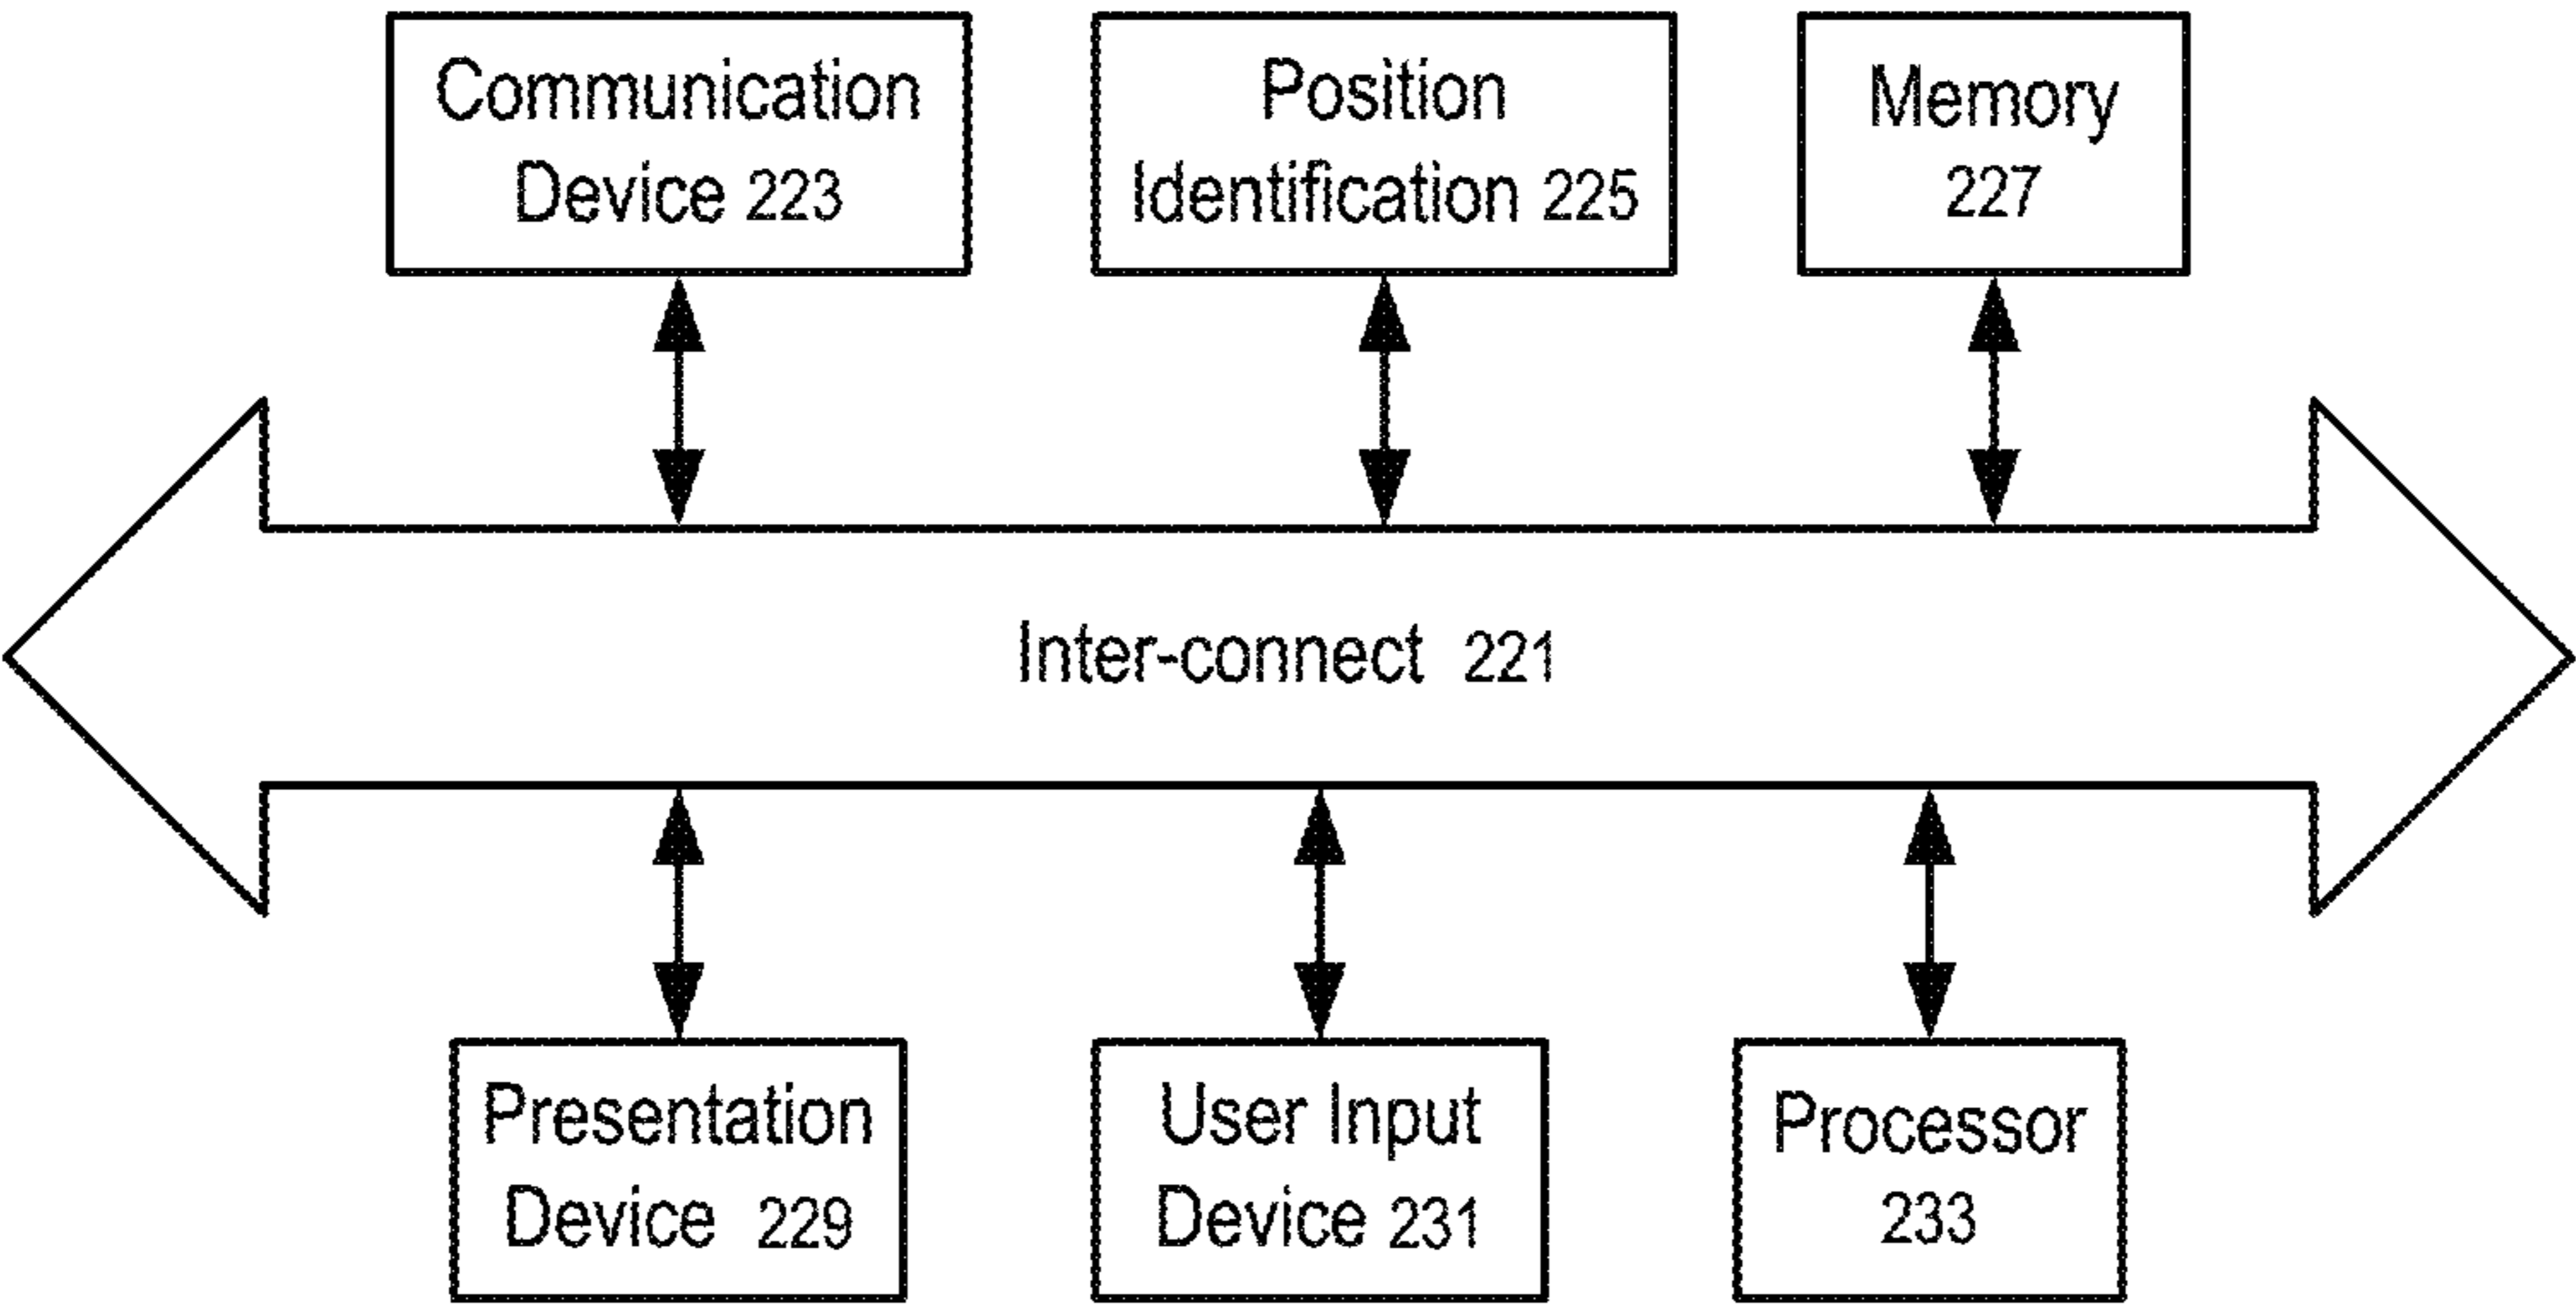 Communication
Device 223
Position
Identification 225
Memory
227
Inter-connect 221
Presentation
Device 229
User Input
Device 231
Processor
233